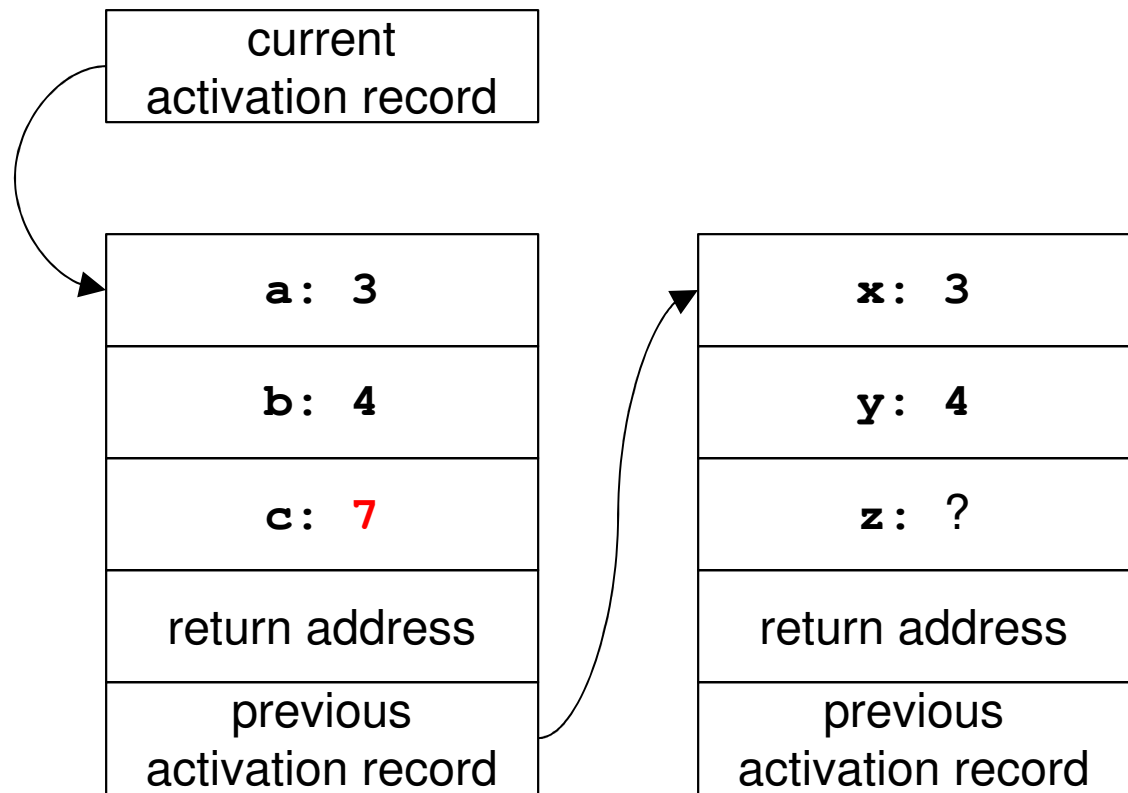 current
activation record
a: 3
b: 4
c: 7
return address
previous
activation record
x: 3
y: 4
z: ?
return address
previous
activation record